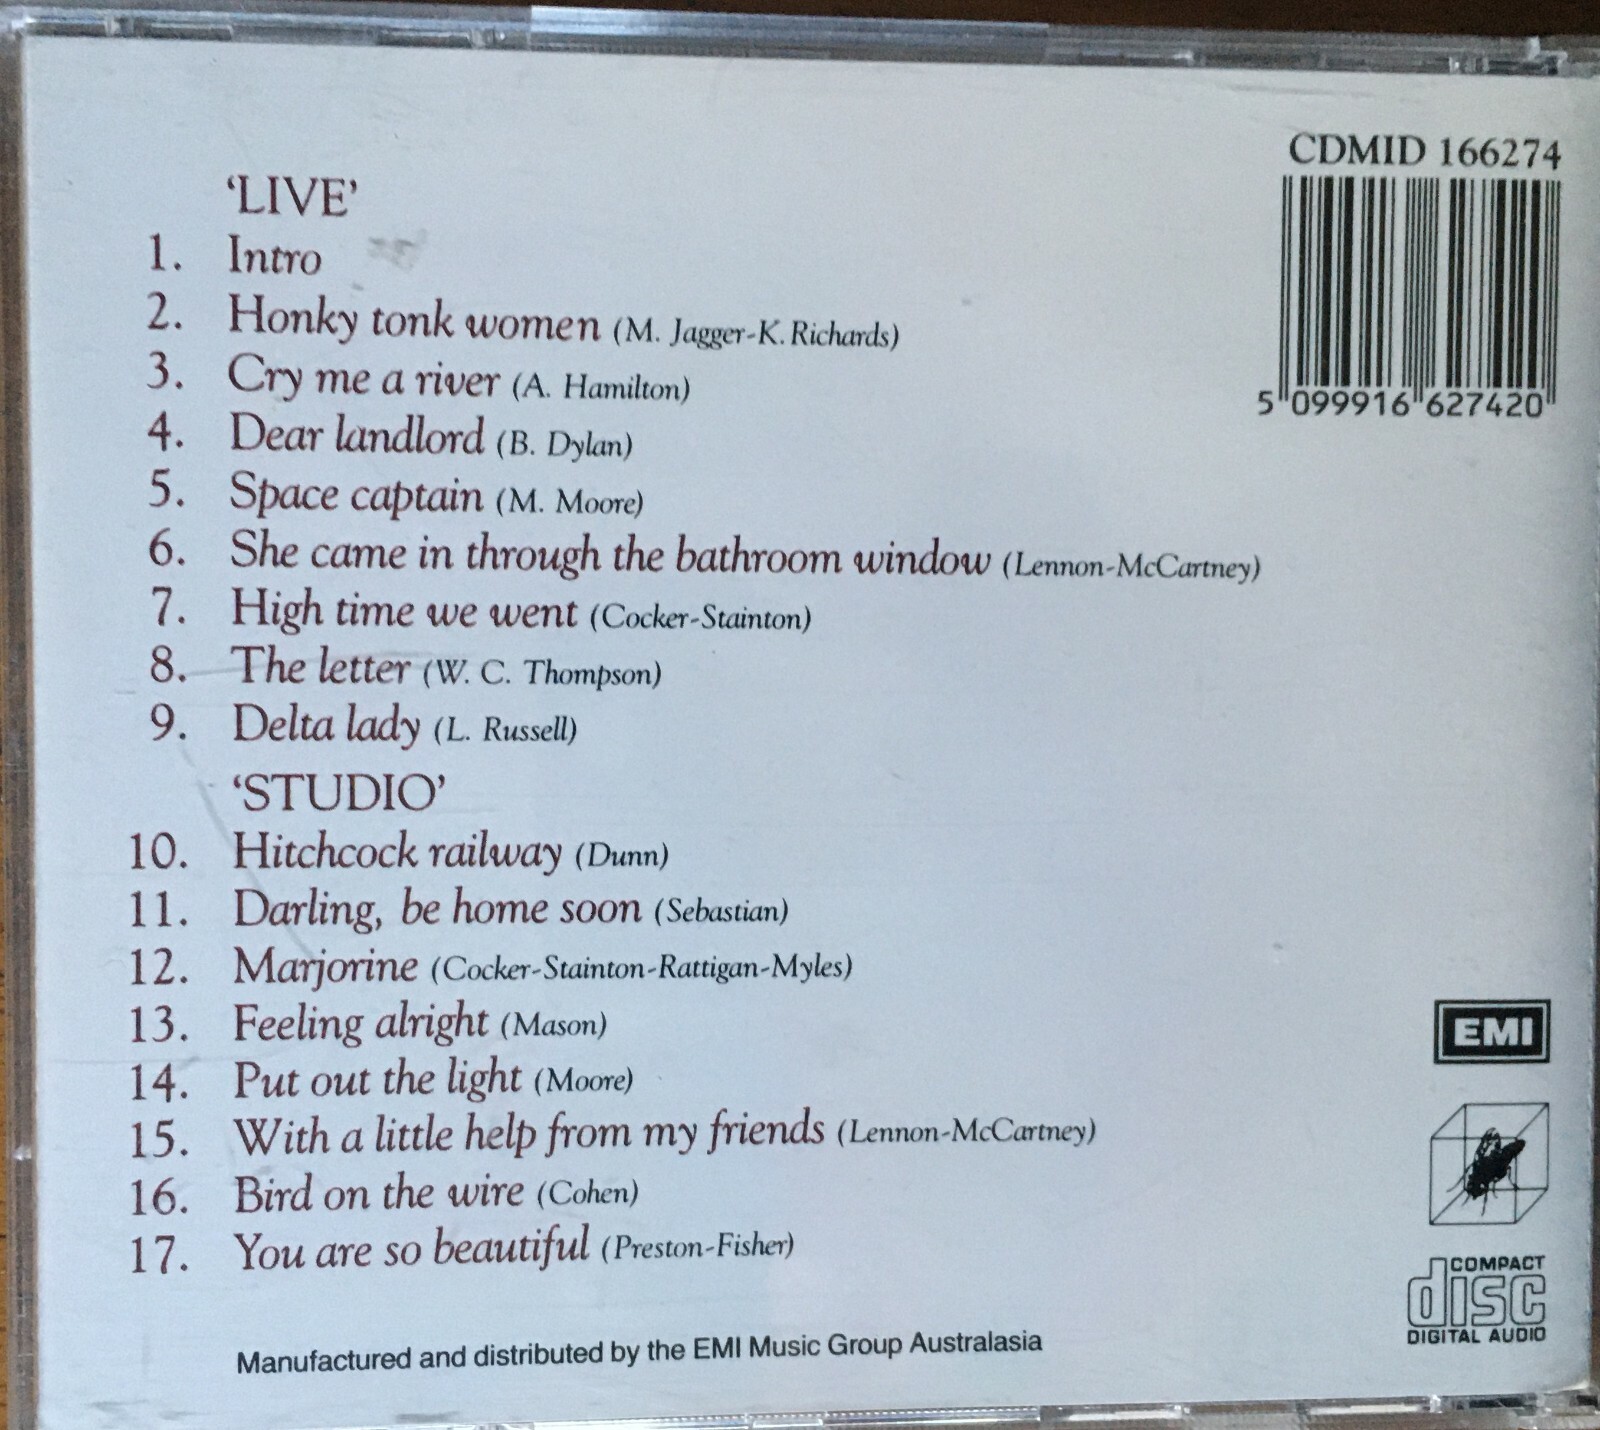 CDMID 166274
5 099916 627420
'LIVE'
1. Intro
2. Honky tonk women (M. Jagger-K. Richards)
3. Cry me a river (A. Hamilton)
4. Dear landlord (B. Dylan)
5. Space captain (M. Moore)
6. She came in through the bathroom window (Lennon-McCartney)
7. High time we went (Cocker-Stainton)
8. The letter (W. C. Thompson)
9. Delta lady (L. Russell)
'STUDIO'
10. Hitchcock railway (Dunn)
11. Darling, be home soon (Sebastian)
12. Marjorine (Cocker-Stainton-Rattigan-Myles)
13. Feeling alright (Mason)
14. Put out the light (Moore)
15. With a little help from my friends (Lennon-McCartney)
16. Bird on the wire (Cohen)
17. You are so beautiful (Preston-Fisher)
EMI
COMPACT
disc
DIGITAL AUDIO
Manufactured and distributed by the EMI Music Group Australasia